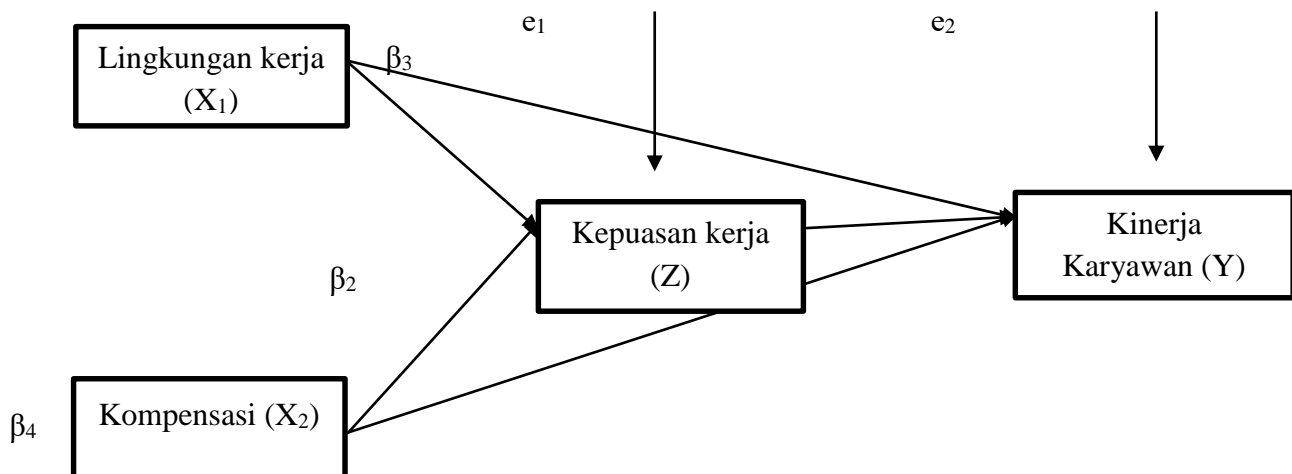 e₁
e₂
Lingkungan kerja
(X₁)
β₃
Kepuasan kerja
(Z)
Kinerja
Karyawan (Y)
β₂
Kompensasi (X₂)
β₄